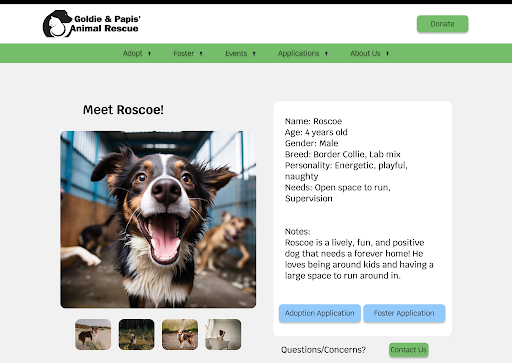 Goldie & Papis'
Animal Rescue
Donate
Adopt
Foster
Events
Applications
About Us
Meet Roscoe!
Name: Roscoe
Age: 4 years old
Gender: Male
Breed: Border Collie, Lab mix
Personality: Energetic, playful,
naughty
Needs: Open space to run,
Supervision
Notes:
Roscoe is a lively, fun, and positive
dog that needs a forever home! He
loves being around kids and having a
large space to run around in.
Adoption Application
Foster Application
Questions/Concerns?
Contact Us